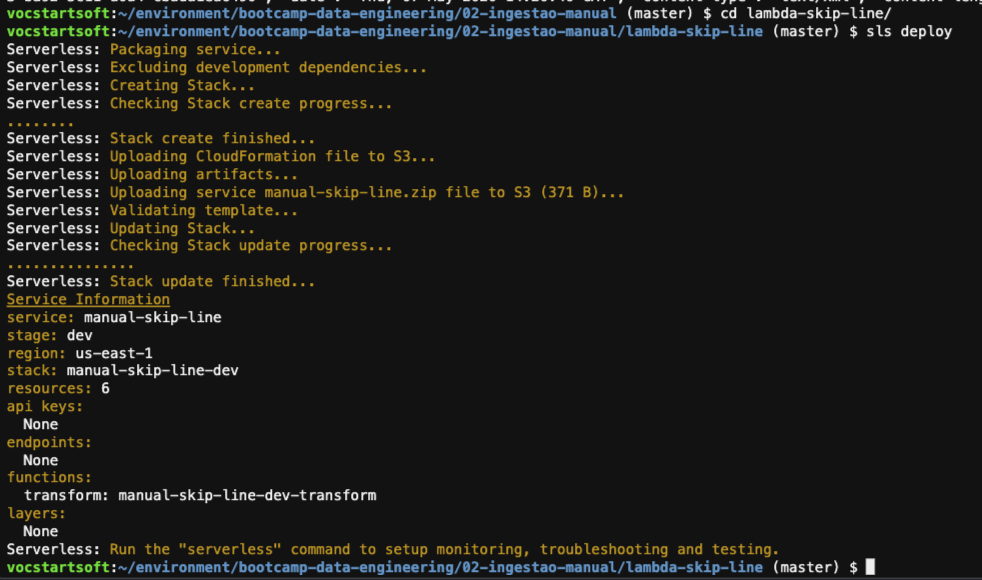 vocstartsoft:~/environment/bootcamp-data-engineering/02-ingestao-manual (master) $ cd lambda-skip-line/
vocstartsoft:~/environment/bootcamp-data-engineering/02-ingestao-manual/lambda-skip-line (master) $ sls deploy
Serverless: Packaging service...
Serverless: Excluding development dependencies...
Serverless: Creating Stack...
Serverless: Checking Stack create progress...
........
Serverless: Stack create finished...
Serverless: Uploading CloudFormation file to S3...
Serverless: Uploading artifacts...
Serverless: Uploading service manual-skip-line.zip file to S3 (371 B)...
Serverless: Validating template...
Serverless: Updating Stack...
Serverless: Checking Stack update progress...
...............
Serverless: Stack update finished...
Service Information
service: manual-skip-line
stage: dev
region: us-east-1
stack: manual-skip-line-dev
resources: 6
api keys:
  None
endpoints:
  None
functions:
  transform: manual-skip-line-dev-transform
layers:
  None
Serverless: Run the "serverless" command to setup monitoring, troubleshooting and testing.
vocstartsoft:~/environment/bootcamp-data-engineering/02-ingestao-manual/lambda-skip-line (master) $